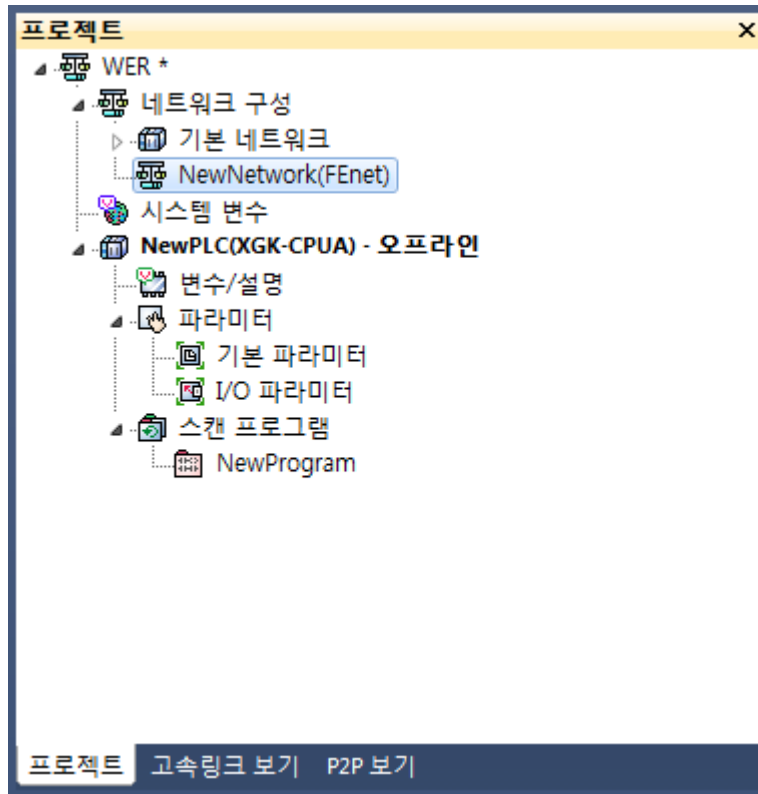 프로젝트
WER *
네트워크 구성
기본 네트워크
NewNetwork(FEnet)
시스템 변수
NewPLC(XGK-CPUA) - 오프라인
변수/설명
파라미터
기본 파라미터
I/O 파라미터
스캔 프로그램
NewProgram
프로젝트 고속링크 보기 P2P 보기